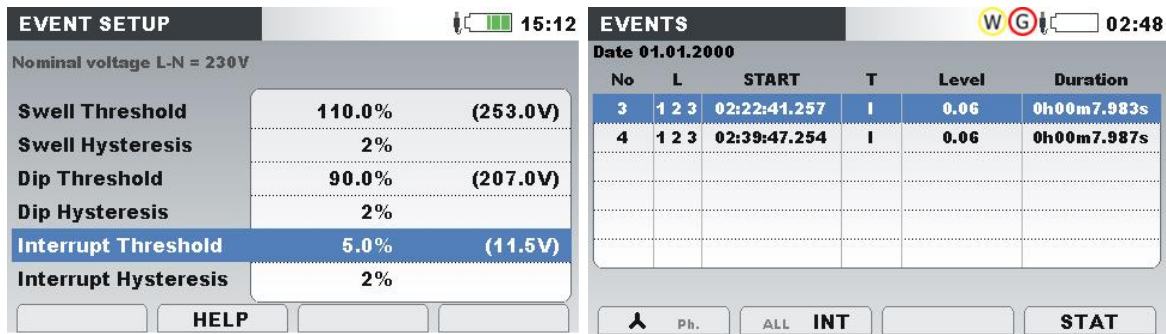 EVENT SETUP 15:12
Nominal voltage L-N = 230V
Swell Threshold 110.0% (253.0V)
Swell Hysteresis 2%
Dip Threshold 90.0% (207.0V)
Dip Hysteresis 2%
Interrupt Threshold 5.0% (11.5V)
Interrupt Hysteresis 2%
HELP
EVENTS W G 02:48
Date 01.01.2000
No L START T Level Duration
3 1 2 3 02:22:41.257 I 0.06 0h00m7.983s
4 1 2 3 02:39:47.254 I 0.06 0h00m7.987s
Ph. ALL INT STAT